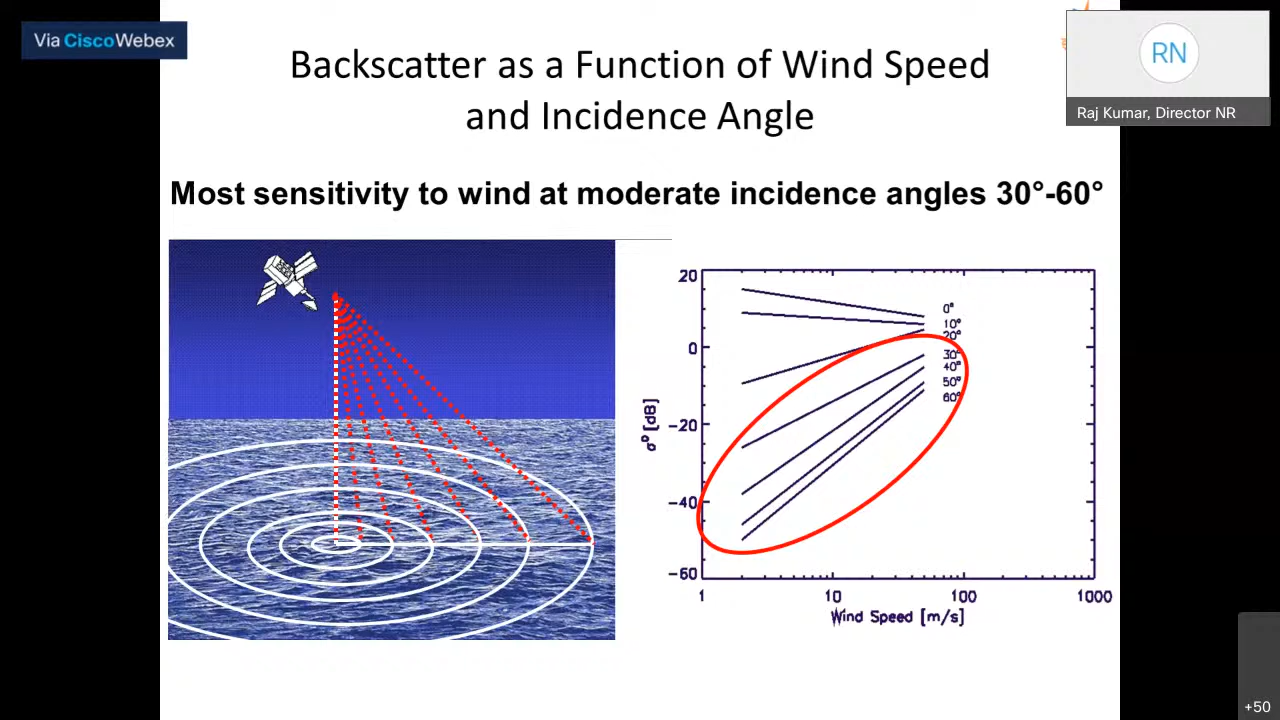 Via Cisco Webex
Backscatter as a Function of Wind Speed
and Incidence Angle
RN
Raj Kumar, Director NR
Most sensitivity to wind at moderate incidence angles 30°-60°
20
0
-20
-40
-60
σ° [dB]
0°
10°
20°
30°
40°
50°
60°
1
10
100
1000
Wind Speed [m/s]
+50